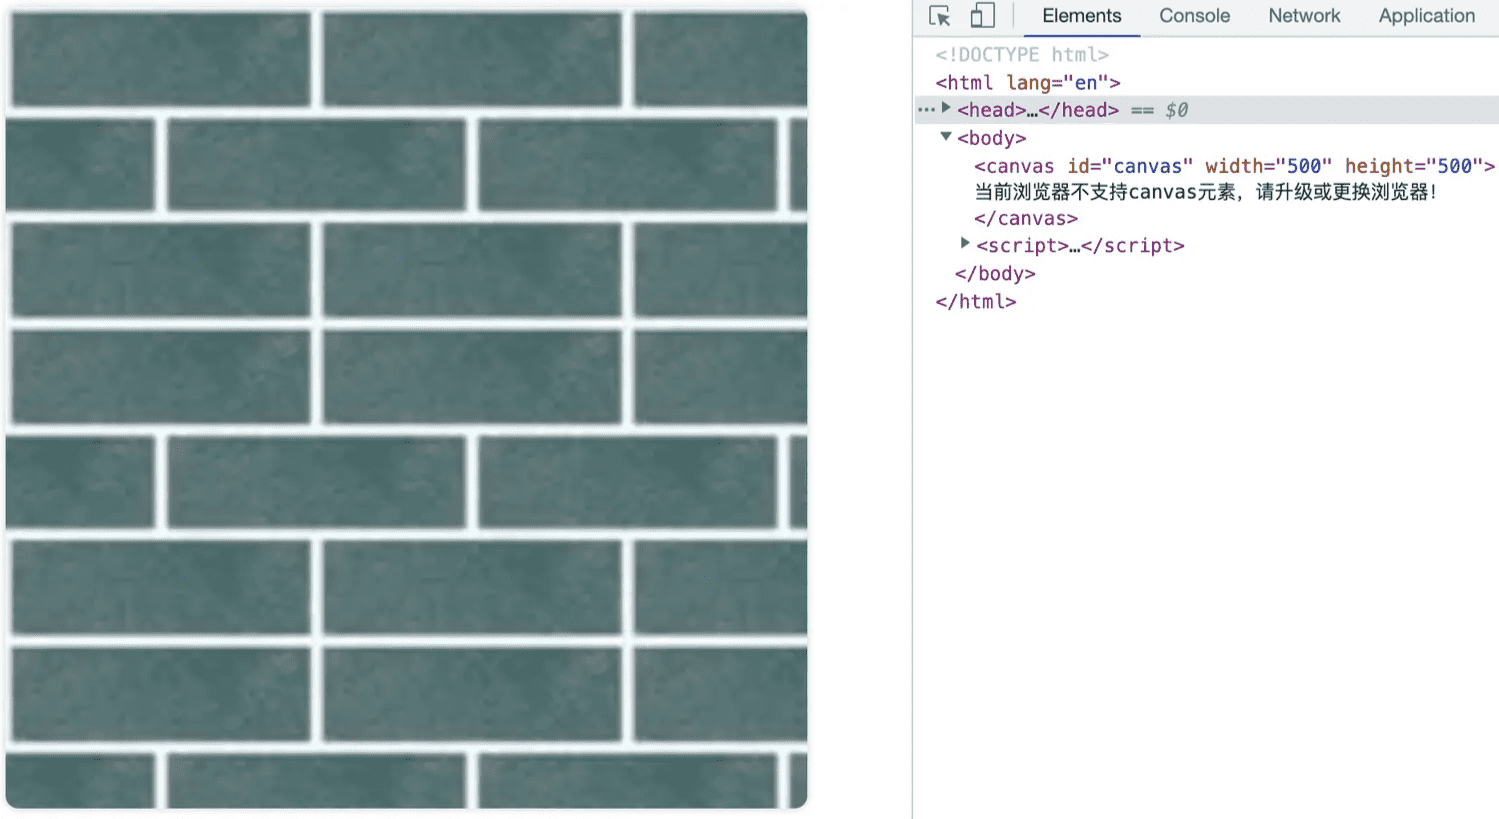 Elements Console Network Application
<!DOCTYPE html>
<html lang="en">
<head>…</head> == $0
<body>
<canvas id="canvas" width="500" height="500">
当前浏览器不支持canvas元素，请升级或更换浏览器！
</canvas>
<script>…</script>
</body>
</html>